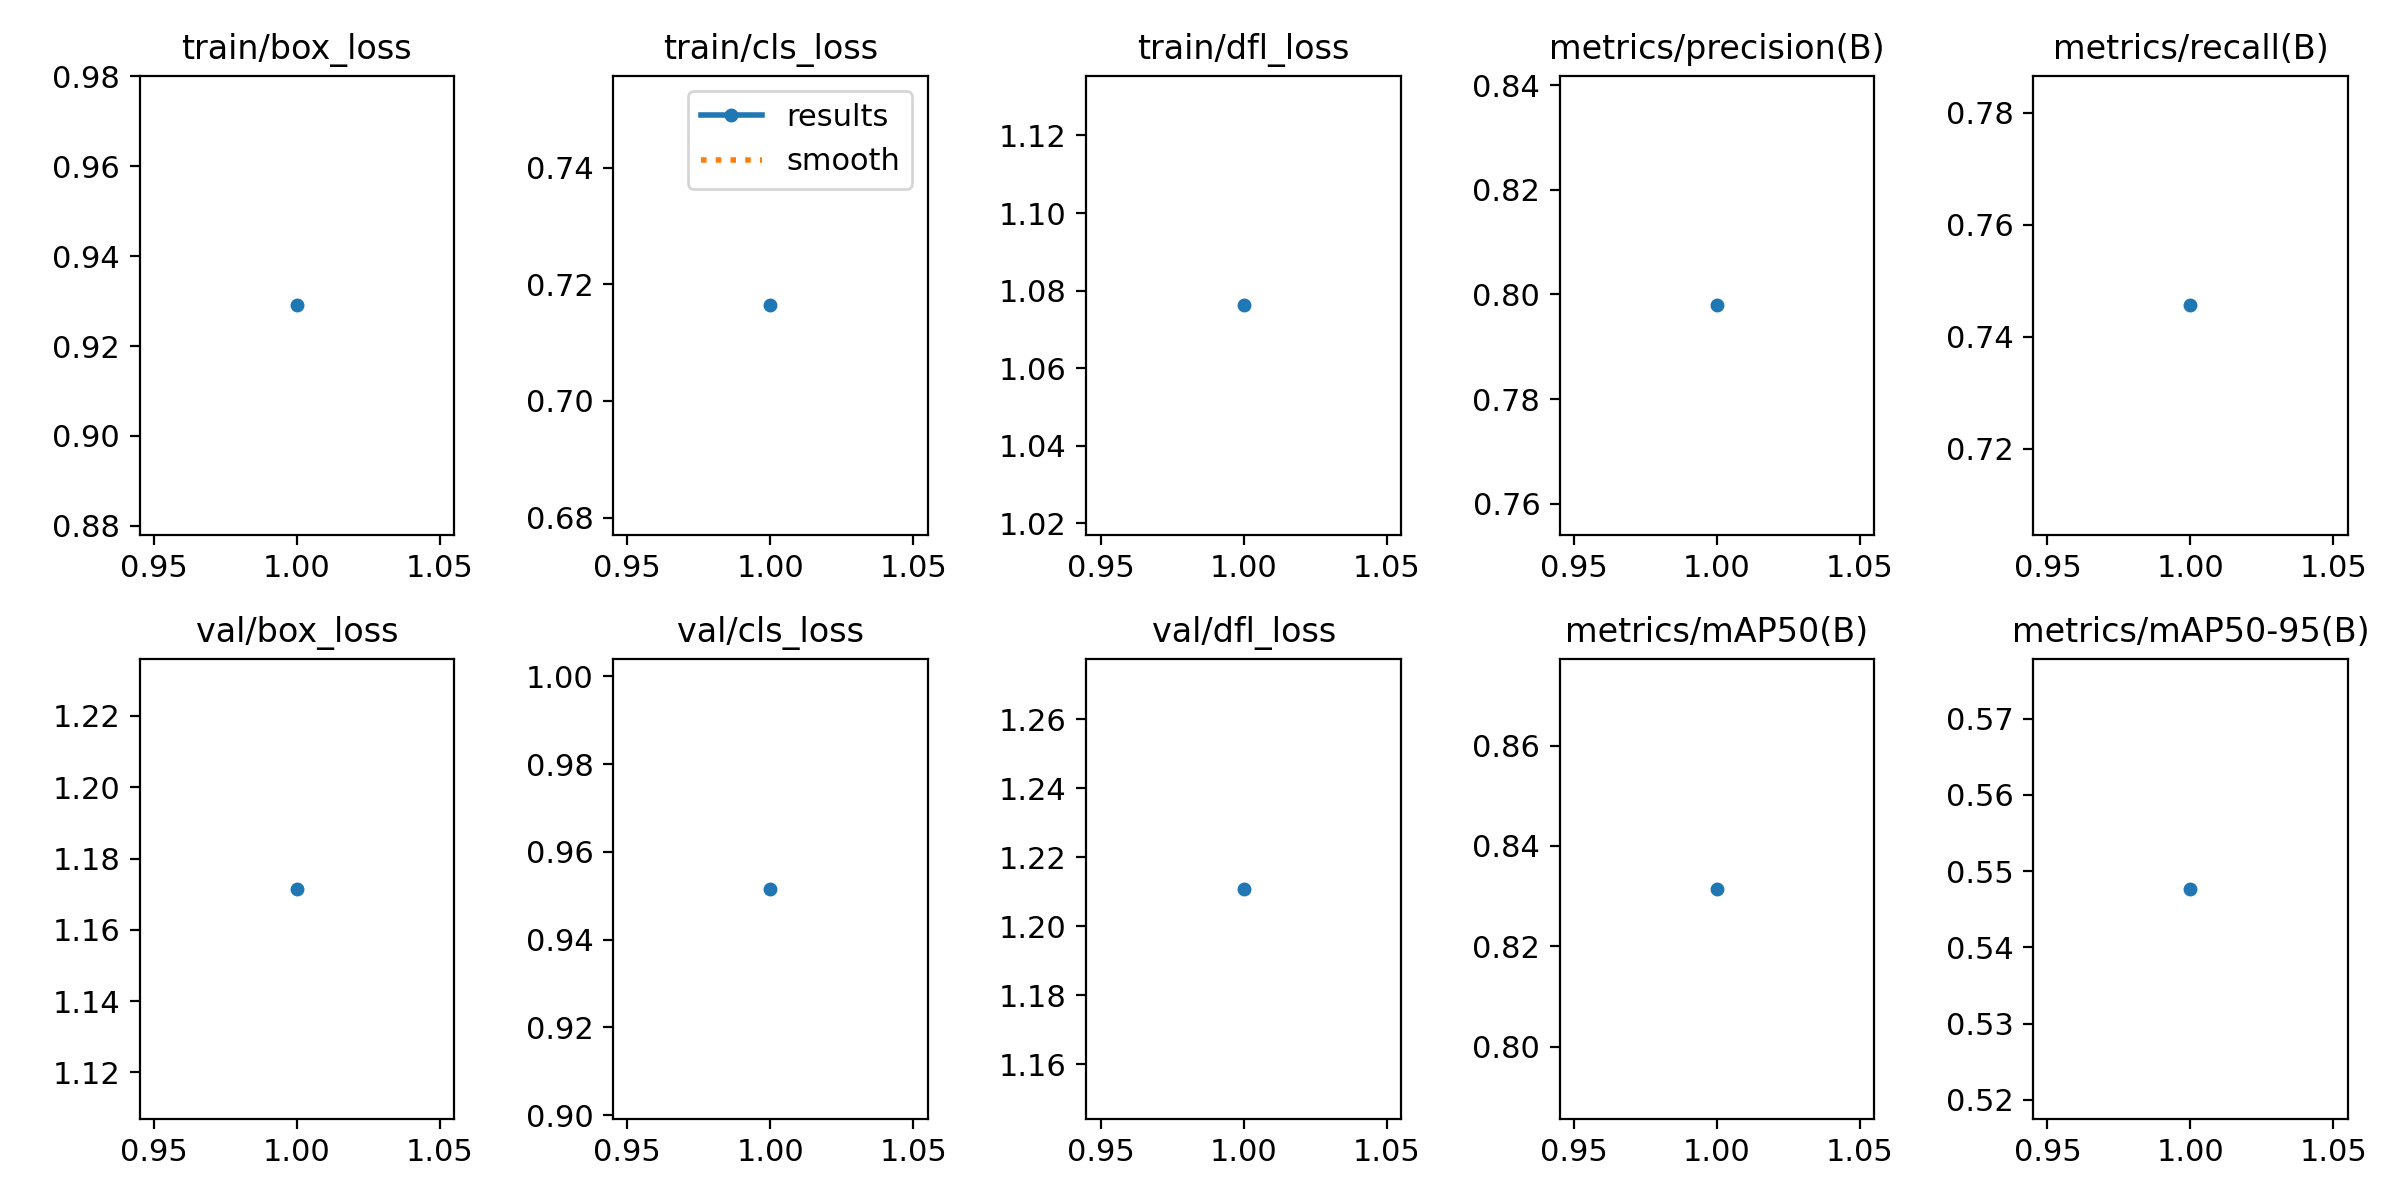 train/box_loss
0.98
0.96
0.94
0.92
0.90
0.88
0.95 1.00 1.05
train/cls_loss
results
smooth
0.74
0.72
0.70
0.68
0.95 1.00 1.05
train/dfl_loss
1.12
1.10
1.08
1.06
1.04
1.02
0.95 1.00 1.05
metrics/precision(B)
0.84
0.82
0.80
0.78
0.76
0.95 1.00 1.05
metrics/recall(B)
0.78
0.76
0.74
0.72
0.95 1.00 1.05
val/box_loss
1.22
1.20
1.18
1.16
1.14
1.12
0.95 1.00 1.05
val/cls_loss
1.00
0.98
0.96
0.94
0.92
0.90
0.95 1.00 1.05
val/dfl_loss
1.26
1.24
1.22
1.20
1.18
1.16
0.95 1.00 1.05
metrics/mAP50(B)
0.86
0.84
0.82
0.80
0.95 1.00 1.05
metrics/mAP50-95(B)
0.57
0.56
0.55
0.54
0.53
0.52
0.95 1.00 1.05